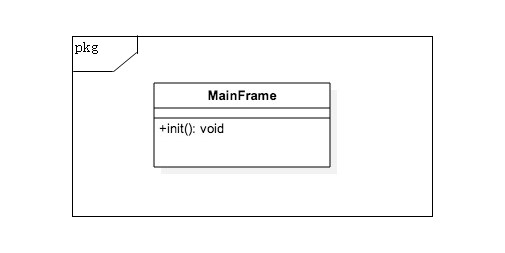 pkg
MainFrame
+init(): void